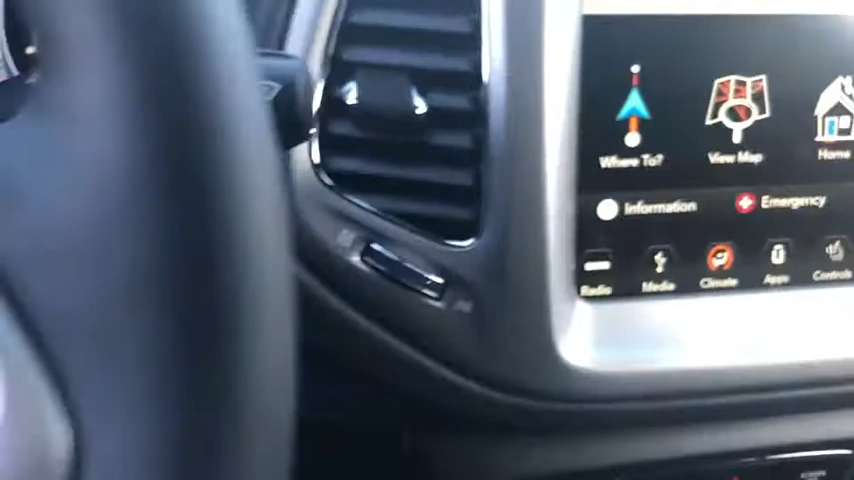 Where To? View Map Home
Information Emergency
Radio Media Climate Apps Controls